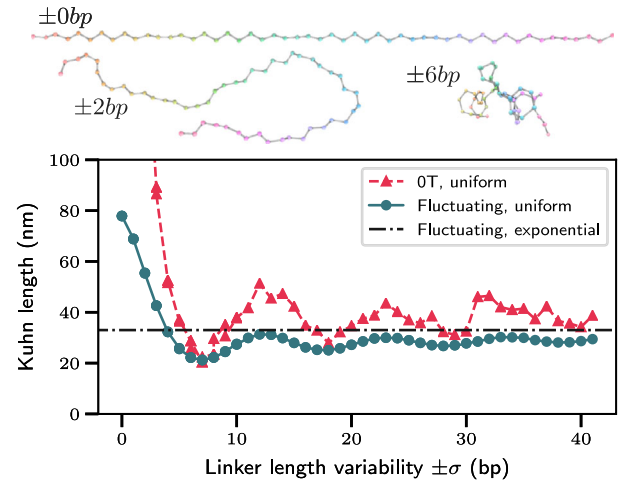 ±0bp
±2bp
±6bp
100
80
60
40
20
0
Kuhn length (nm)
0T, uniform
Fluctuating, uniform
Fluctuating, exponential
0 10 20 30 40
Linker length variability ±σ (bp)